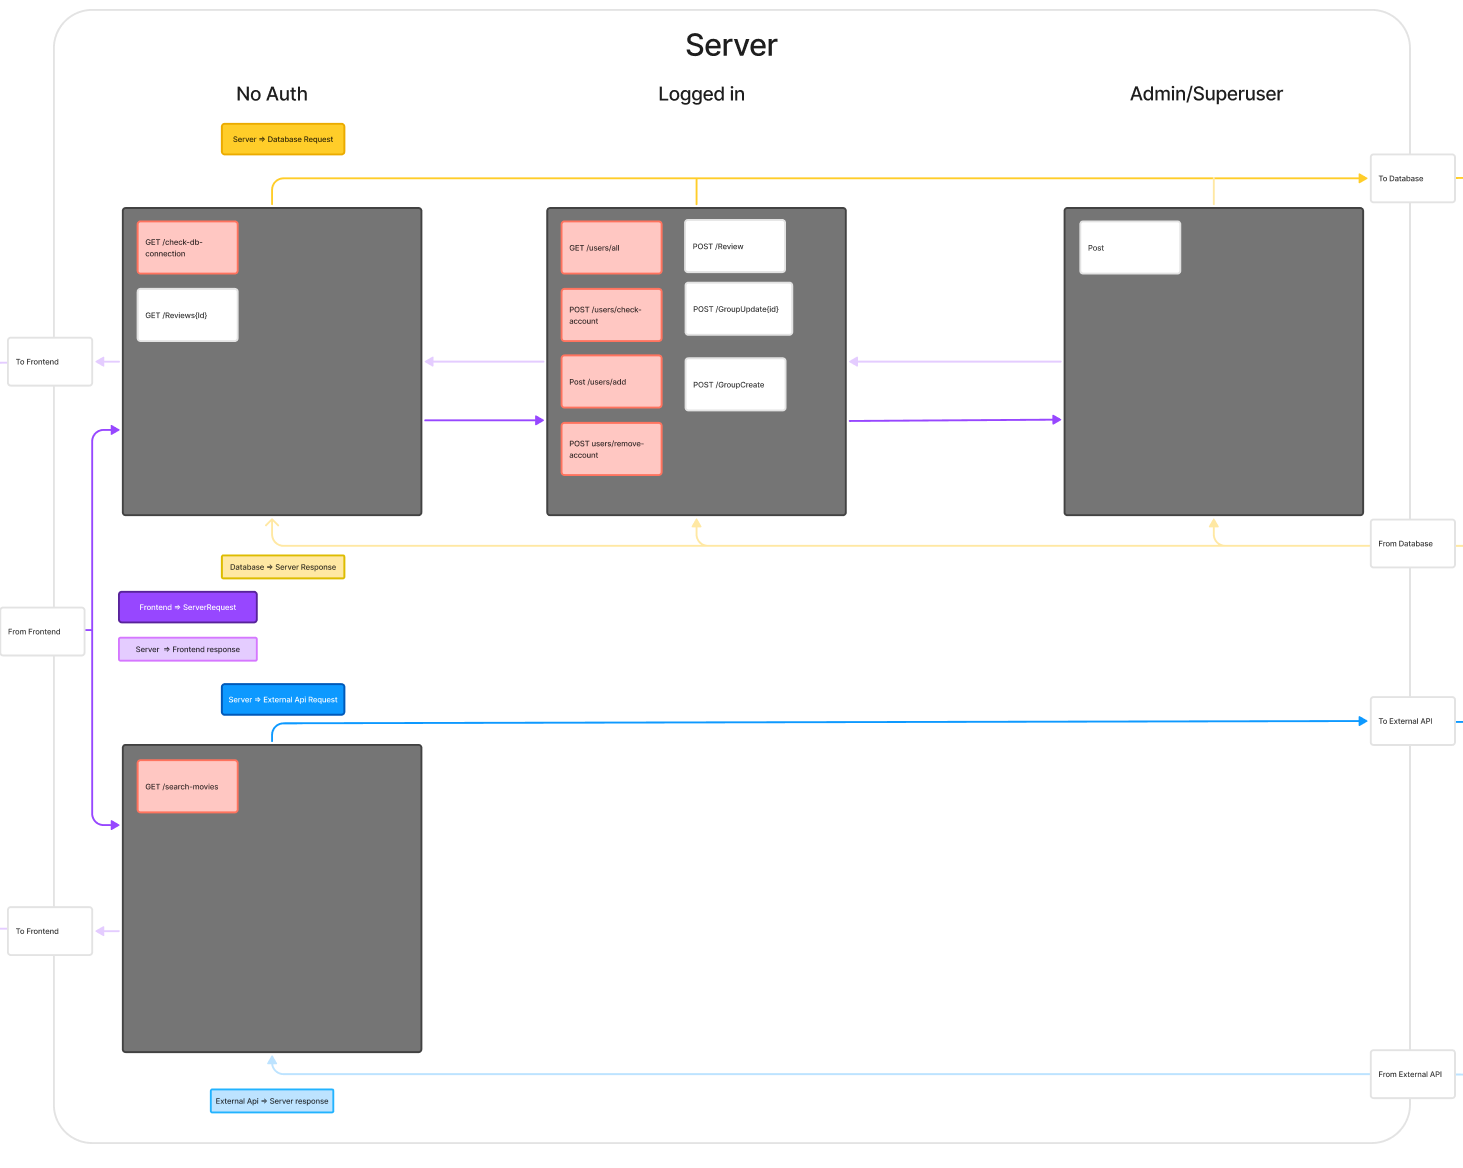 Server
No Auth
Logged in
Admin/Superuser
Server => Database Request
To Database
GET /check-db-
connection
GET /Reviews{Id}
GET /users/all
POST /users/check-
account
Post /users/add
POST users/remove-
account
POST /Review
POST /GroupUpdate{id}
POST /GroupCreate
Post
To Frontend
From Database
Database => Server Response
Frontend => ServerRequest
From Frontend
Server => Frontend response
Server => External Api Request
To External API
GET /search-movies
To Frontend
From External API
External Api => Server response